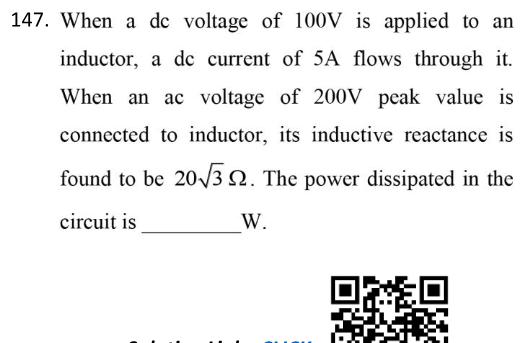 147. When a dc voltage of 100V is applied to an
inductor, a dc current of 5A flows through it.
When an ac voltage of 200V peak value is
connected to inductor, its inductive reactance is
found to be 20√3 Ω. The power dissipated in the
circuit is _________W.